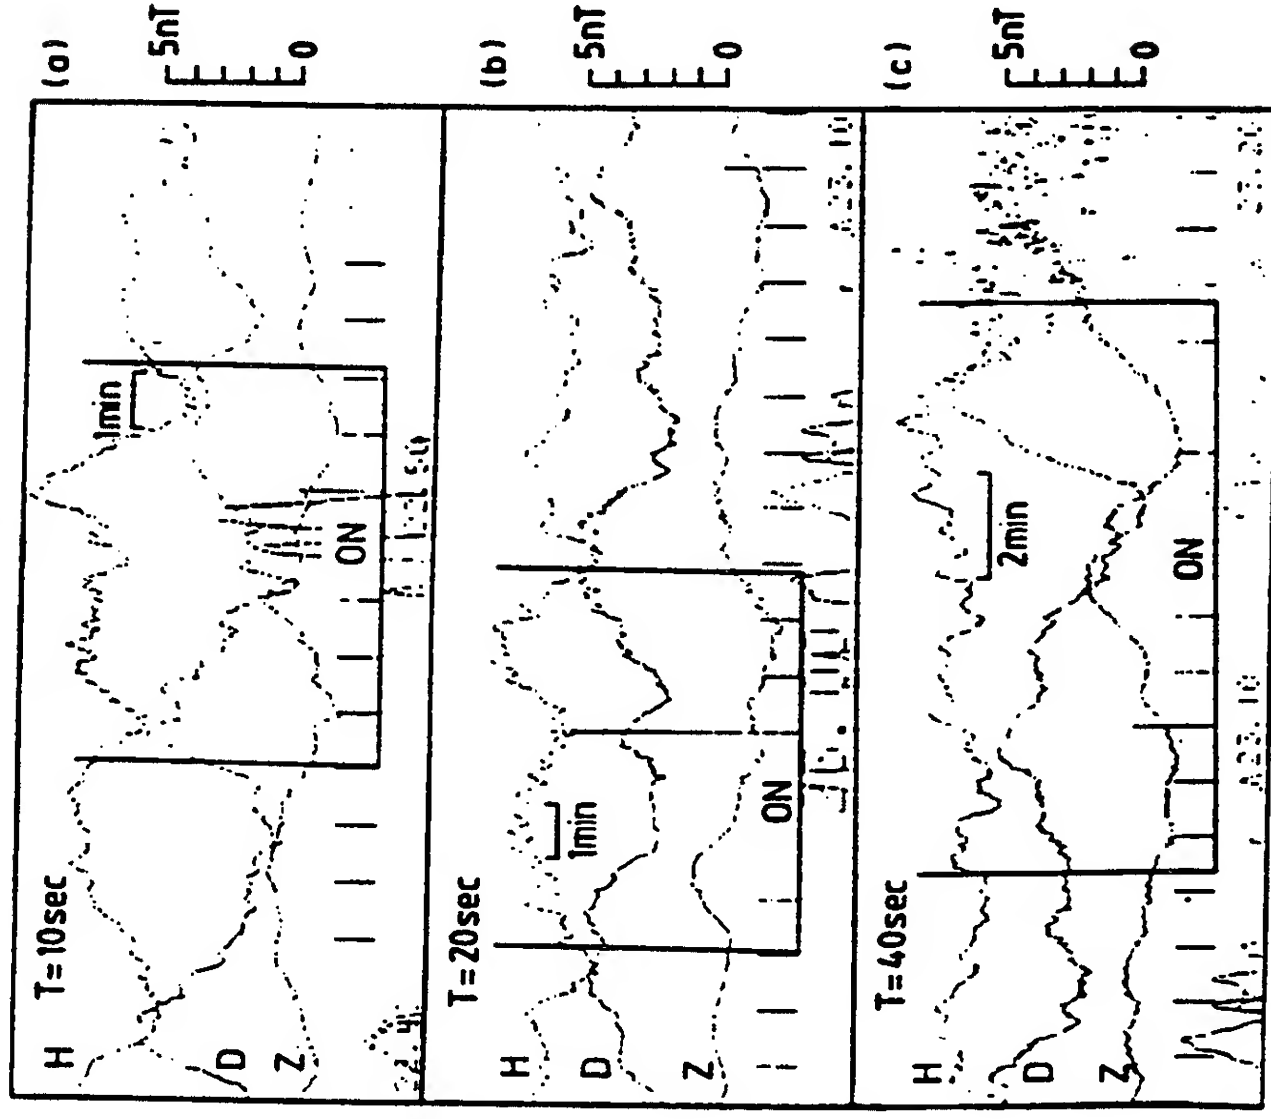 (a)
T=10sec
5nT
0
H
D
Z
1min
ON
(b)
T=20sec
5nT
0
H
D
Z
1min
ON
(c)
T=40sec
5nT
0
H
D
Z
2min
ON